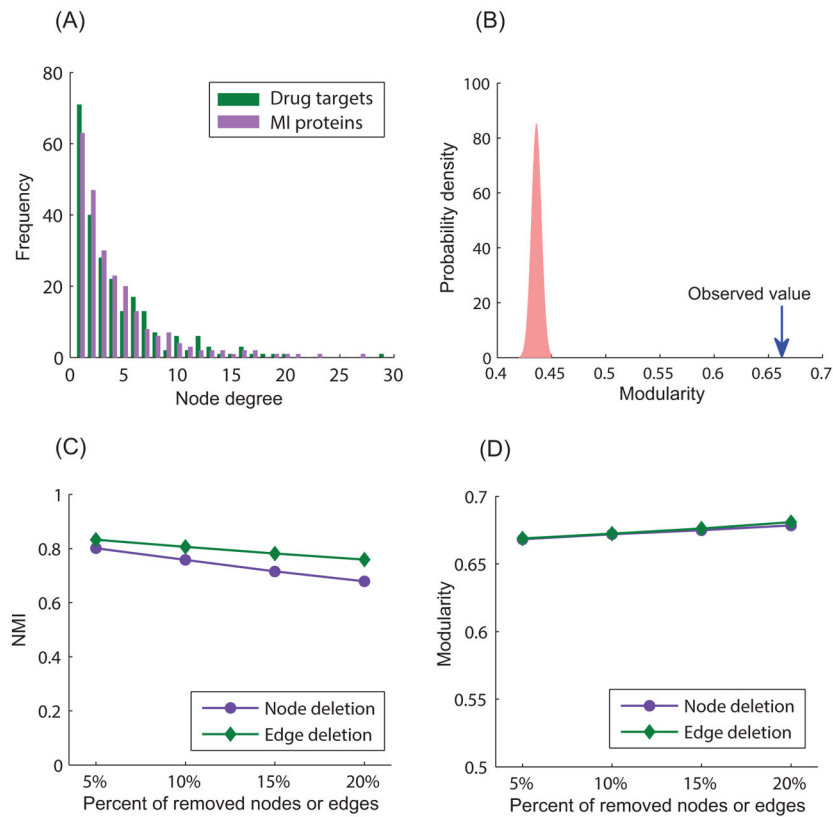 (A)
80
60
40
20
0
0
5
10
15
20
25
30
Frequency
Node degree
Drug targets
MI proteins
(B)
100
80
60
40
20
0
0.4
0.45
0.5
0.55
0.6
0.65
0.7
Probability density
Modularity
Observed value
(C)
1
0.8
0.6
0.4
0.2
0
5%
10%
15%
20%
NMI
Percent of removed nodes or edges
Node deletion
Edge deletion
(D)
0.7
0.65
0.6
0.55
0.5
5%
10%
15%
20%
Modularity
Percent of removed nodes or edges
Node deletion
Edge deletion